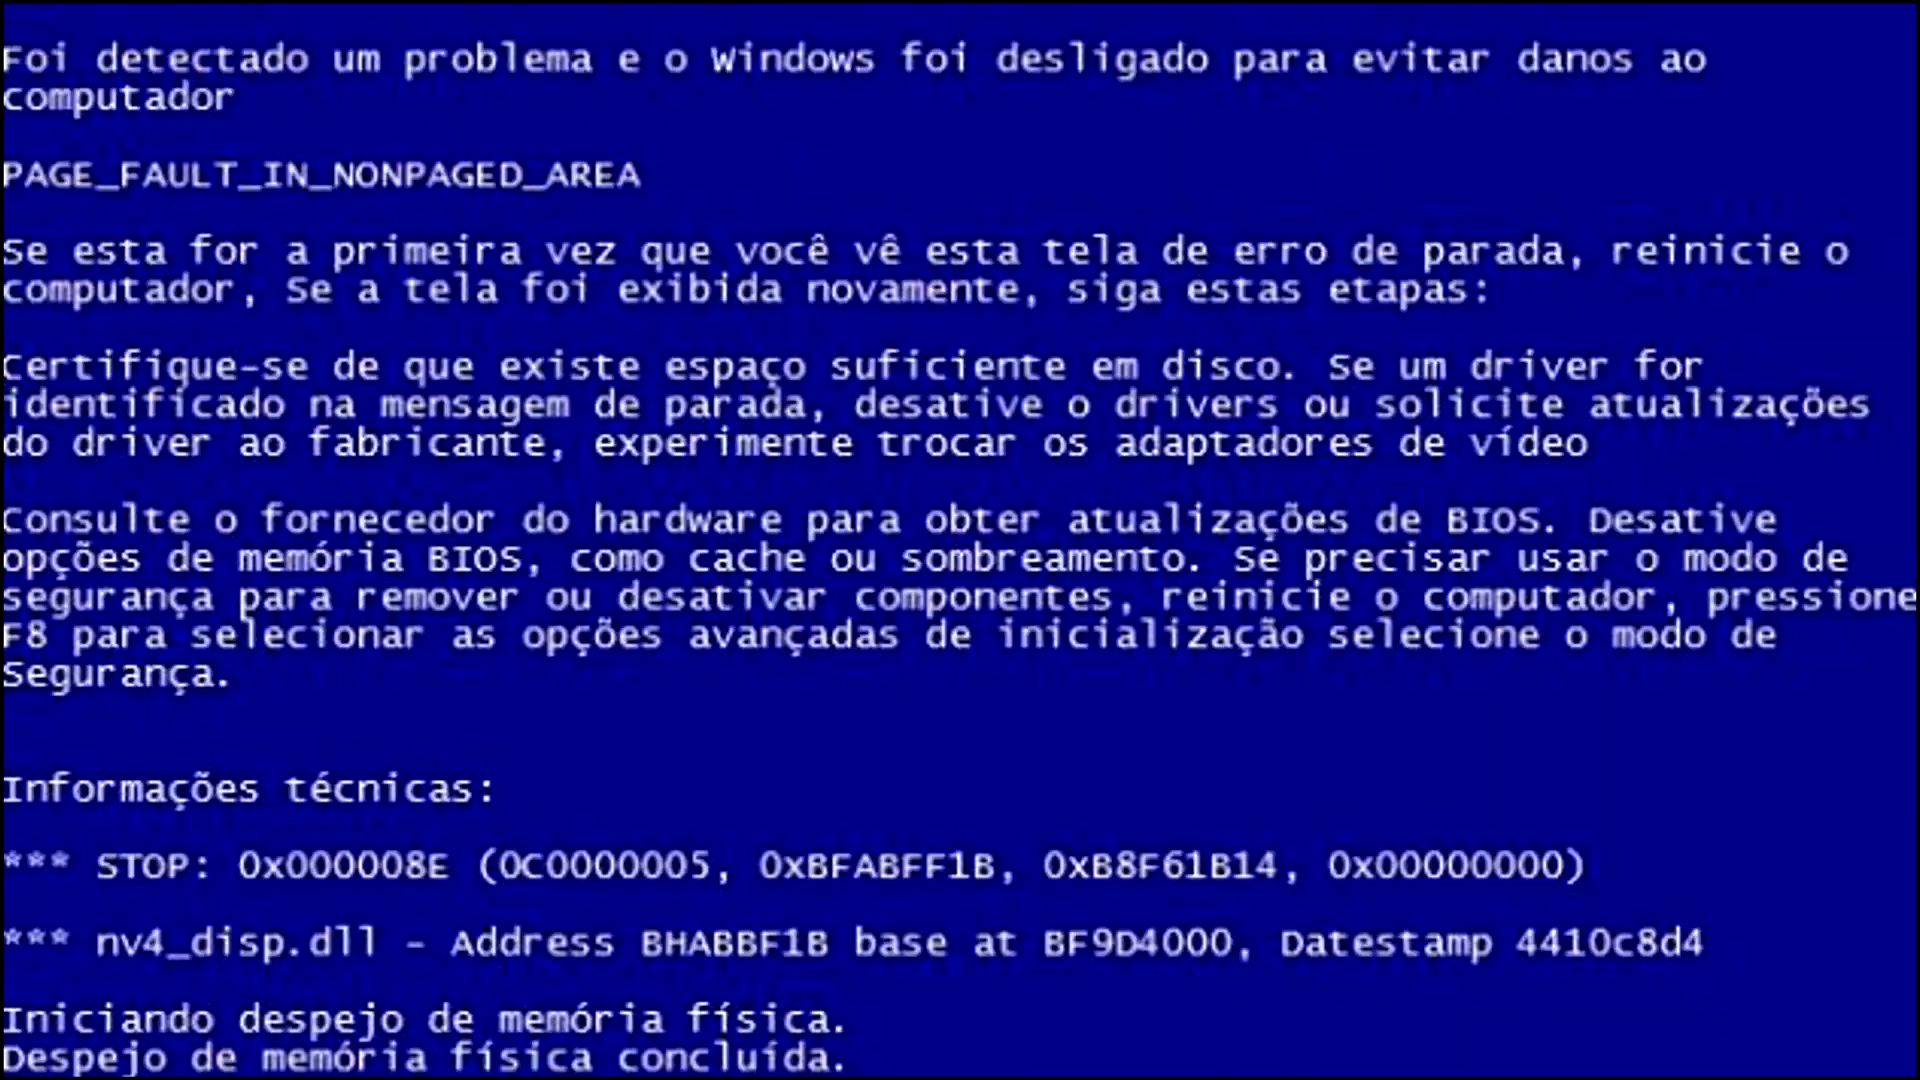 Foi detectado um problema e o Windows foi desligado para evitar danos ao
computador
PAGE_FAULT_IN_NONPAGED_AREA
Se esta for a primeira vez que você vê esta tela de erro de parada, reinicie o
computador, Se a tela foi exibida novamente, siga estas etapas:
Certifique-se de que existe espaço suficiente em disco. Se um driver for
identificado na mensagem de parada, desative o drivers ou solicite atualizações
do driver ao fabricante, experimente trocar os adaptadores de vídeo
Consulte o fornecedor do hardware para obter atualizações de BIOS. Desative
opções de memória BIOS, como cache ou sombreamento. Se precisar usar o modo de
segurança para remover ou desativar componentes, reinicie o computador, pressione
F8 para selecionar as opções avançadas de inicialização selecione o modo de
Segurança.
Informações técnicas:
*** STOP: 0x000008E (0C0000005, 0xBFABFF1B, 0xB8F61B14, 0x00000000)
*** nv4_disp.dll - Address BHABBF1B base at BF9D4000, Datestamp 4410c8d4
Iniciando despejo de memória física.
Despejo de memória física concluída.